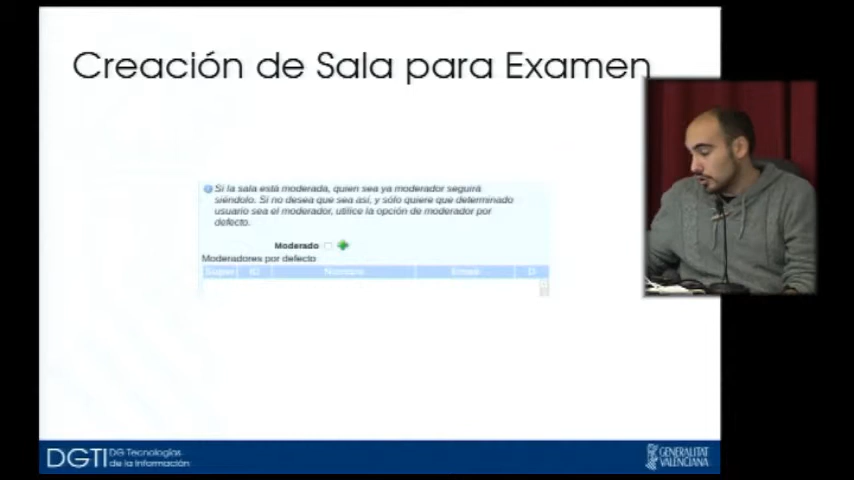 Creación de Sala para Examen
Si la sala está moderada, quien sea ya moderador seguirá
siéndolo. Si no desea que sea así, y sólo quiere que determinado
usuario sea el moderador, utilice la opción de moderador por
defecto.
Moderado
Moderadores por defecto
Super ID Nombre Email D
DGTI DG Tecnologías
de la Información
GENERALITAT
VALENCIANA